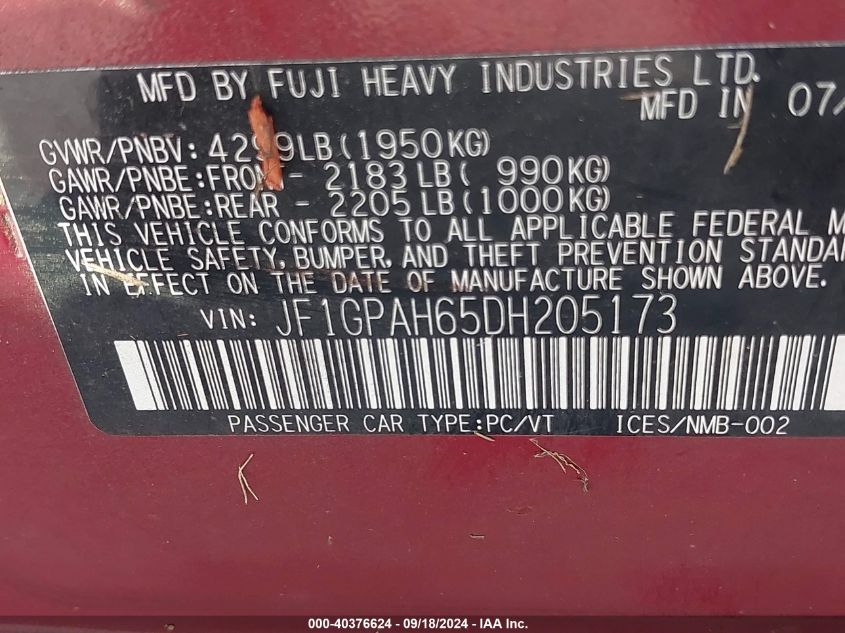 MFD BY FUJI HEAVY INDUSTRIES LTD.
MFD IN 07/
GVWR/PNBV: 4299LB(1950KG)
GAWR/PNBE:FRONT - 2183 LB( 990KG)
GAWR/PNBE:REAR - 2205 LB(1000KG)
THIS VEHICLE CONFORMS TO ALL APPLICABLE FEDERAL M
VEHICLE SAFETY, BUMPER, AND THEFT PREVENTION STANDA
IN EFFECT ON THE DATE OF MANUFACTURE SHOWN ABOVE.
VIN: JF1GPAH65DH205173
PASSENGER CAR TYPE:PC/VT ICES/NMB-002
000-40376624 - 09/18/2024 - IAA Inc.